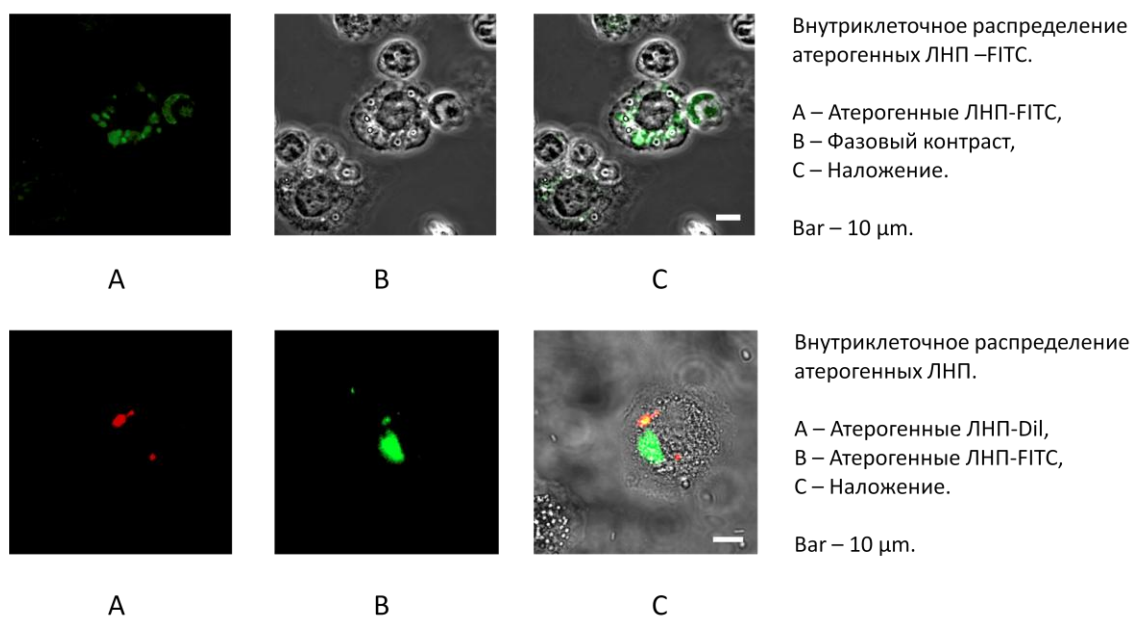 Внутриклеточное распределение
атерогенных ЛНП –FITC.
A – Атерогенные ЛНП-FITC,
B – Фазовый контраст,
C – Наложение.
Bar – 10 µm.
A
B
C
Внутриклеточное распределение
атерогенных ЛНП.
A – Атерогенные ЛНП-Dil,
B – Атерогенные ЛНП-FITC,
C – Наложение.
Bar – 10 µm.
A
B
C